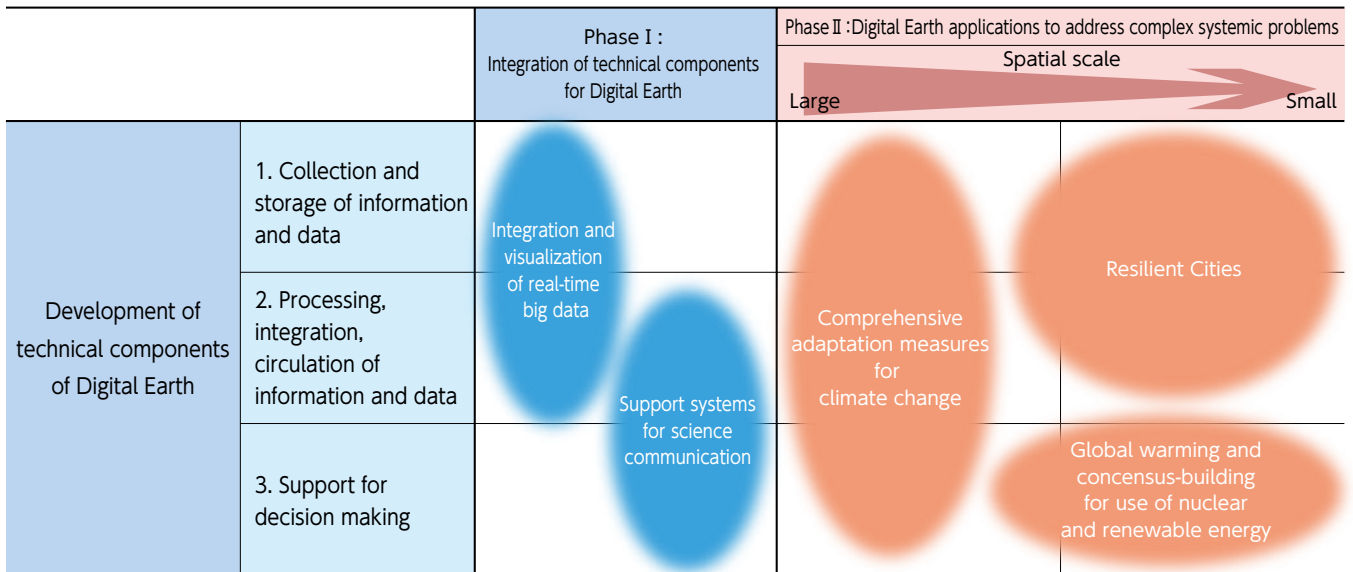 Phase I :
Integration of technical components
for Digital Earth
Phase II :Digital Earth applications to address complex systemic problems
Spatial scale
Large
Small
Development of
technical components
of Digital Earth
1. Collection and
storage of information
and data
2. Processing,
integration,
circulation of
information and data
3. Support for
decision making
Integration and
visualization
of real-time
big data
Support systems
for science
communication
Comprehensive
adaptation measures
for
climate change
Resilient Cities
Global warming and
concensus-building
for use of nuclear
and renewable energy